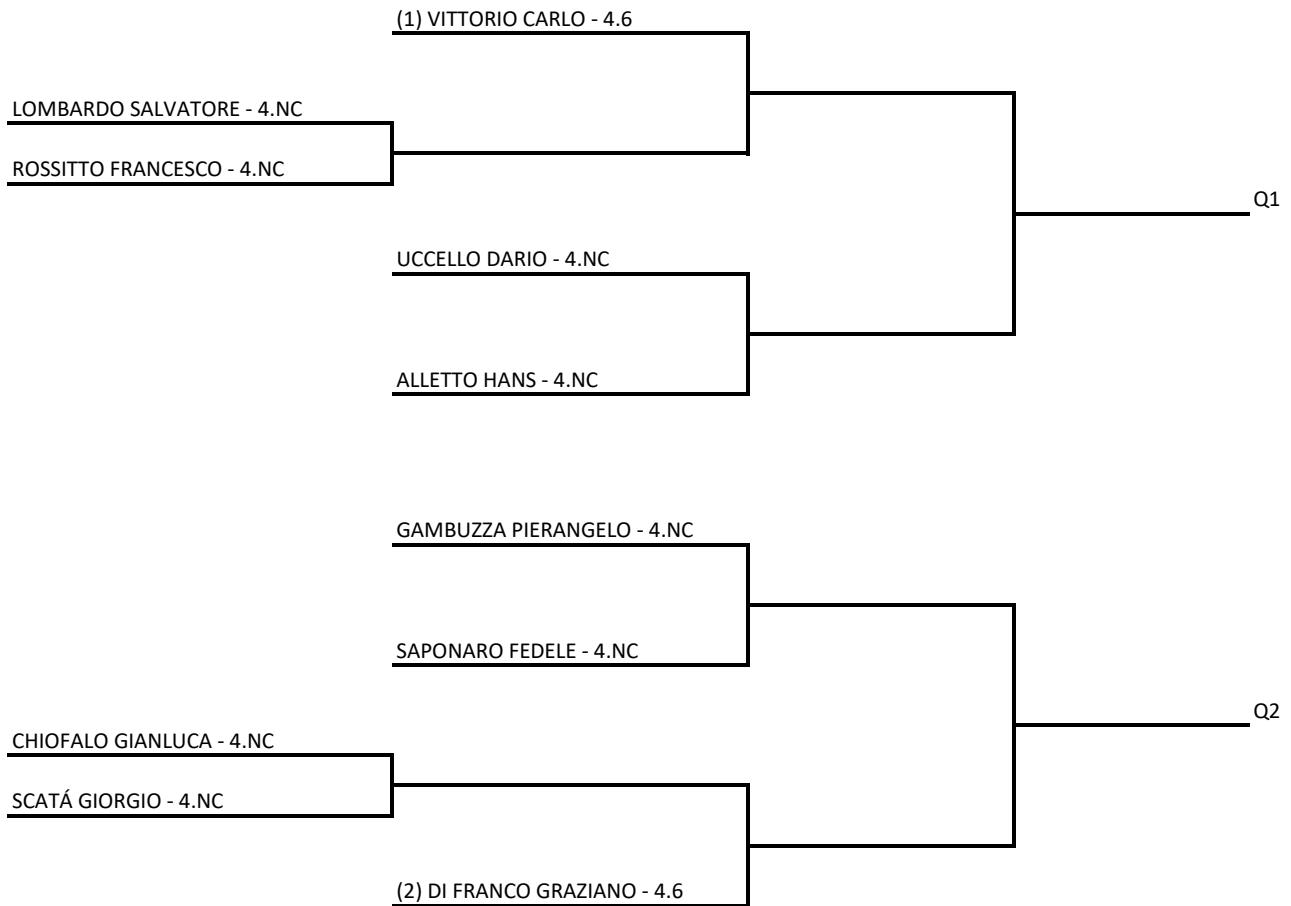 (1) VITTORIO CARLO - 4.6
LOMBARDO SALVATORE - 4.NC
ROSSITTO FRANCESCO - 4.NC
Q1
UCCELLO DARIO - 4.NC
ALLETTO HANS - 4.NC
GAMBUZZA PIERANGELO - 4.NC
SAPONARO FEDELE - 4.NC
Q2
CHIOFALO GIANLUCA - 4.NC
SCATÁ GIORGIO - 4.NC
(2) DI FRANCO GRAZIANO - 4.6